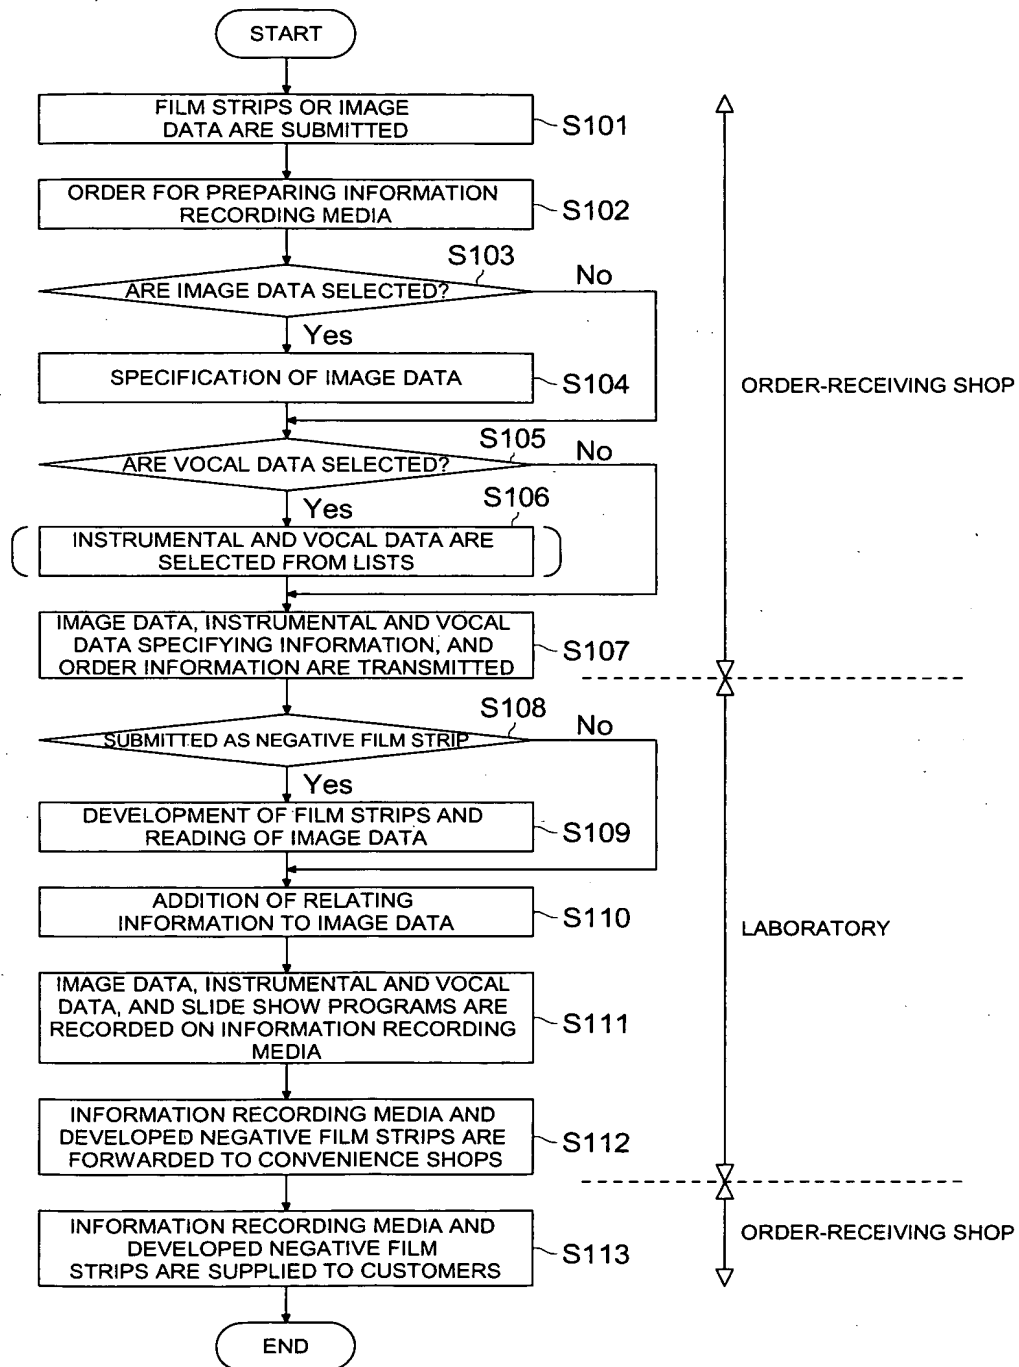 START
FILM STRIPS OR IMAGE
DATA ARE SUBMITTED
S101
ORDER FOR PREPARING INFORMATION
RECORDING MEDIA
S102
S103
ARE IMAGE DATA SELECTED?
No
Yes
SPECIFICATION OF IMAGE DATA
S104
ORDER-RECEIVING SHOP
S105
ARE VOCAL DATA SELECTED?
No
Yes
S106
INSTRUMENTAL AND VOCAL DATA ARE
SELECTED FROM LISTS
IMAGE DATA, INSTRUMENTAL AND VOCAL
DATA SPECIFYING INFORMATION, AND
ORDER INFORMATION ARE TRANSMITTED
S107
S108
SUBMITTED AS NEGATIVE FILM STRIP
No
Yes
DEVELOPMENT OF FILM STRIPS AND
READING OF IMAGE DATA
S109
ADDITION OF RELATING
INFORMATION TO IMAGE DATA
S110
LABORATORY
IMAGE DATA, INSTRUMENTAL AND VOCAL
DATA, AND SLIDE SHOW PROGRAMS ARE
RECORDED ON INFORMATION RECORDING
MEDIA
S111
INFORMATION RECORDING MEDIA AND
DEVELOPED NEGATIVE FILM STRIPS ARE
FORWARDED TO CONVENIENCE SHOPS
S112
INFORMATION RECORDING MEDIA AND
DEVELOPED NEGATIVE FILM
STRIPS ARE SUPPLIED TO CUSTOMERS
S113
ORDER-RECEIVING SHOP
END